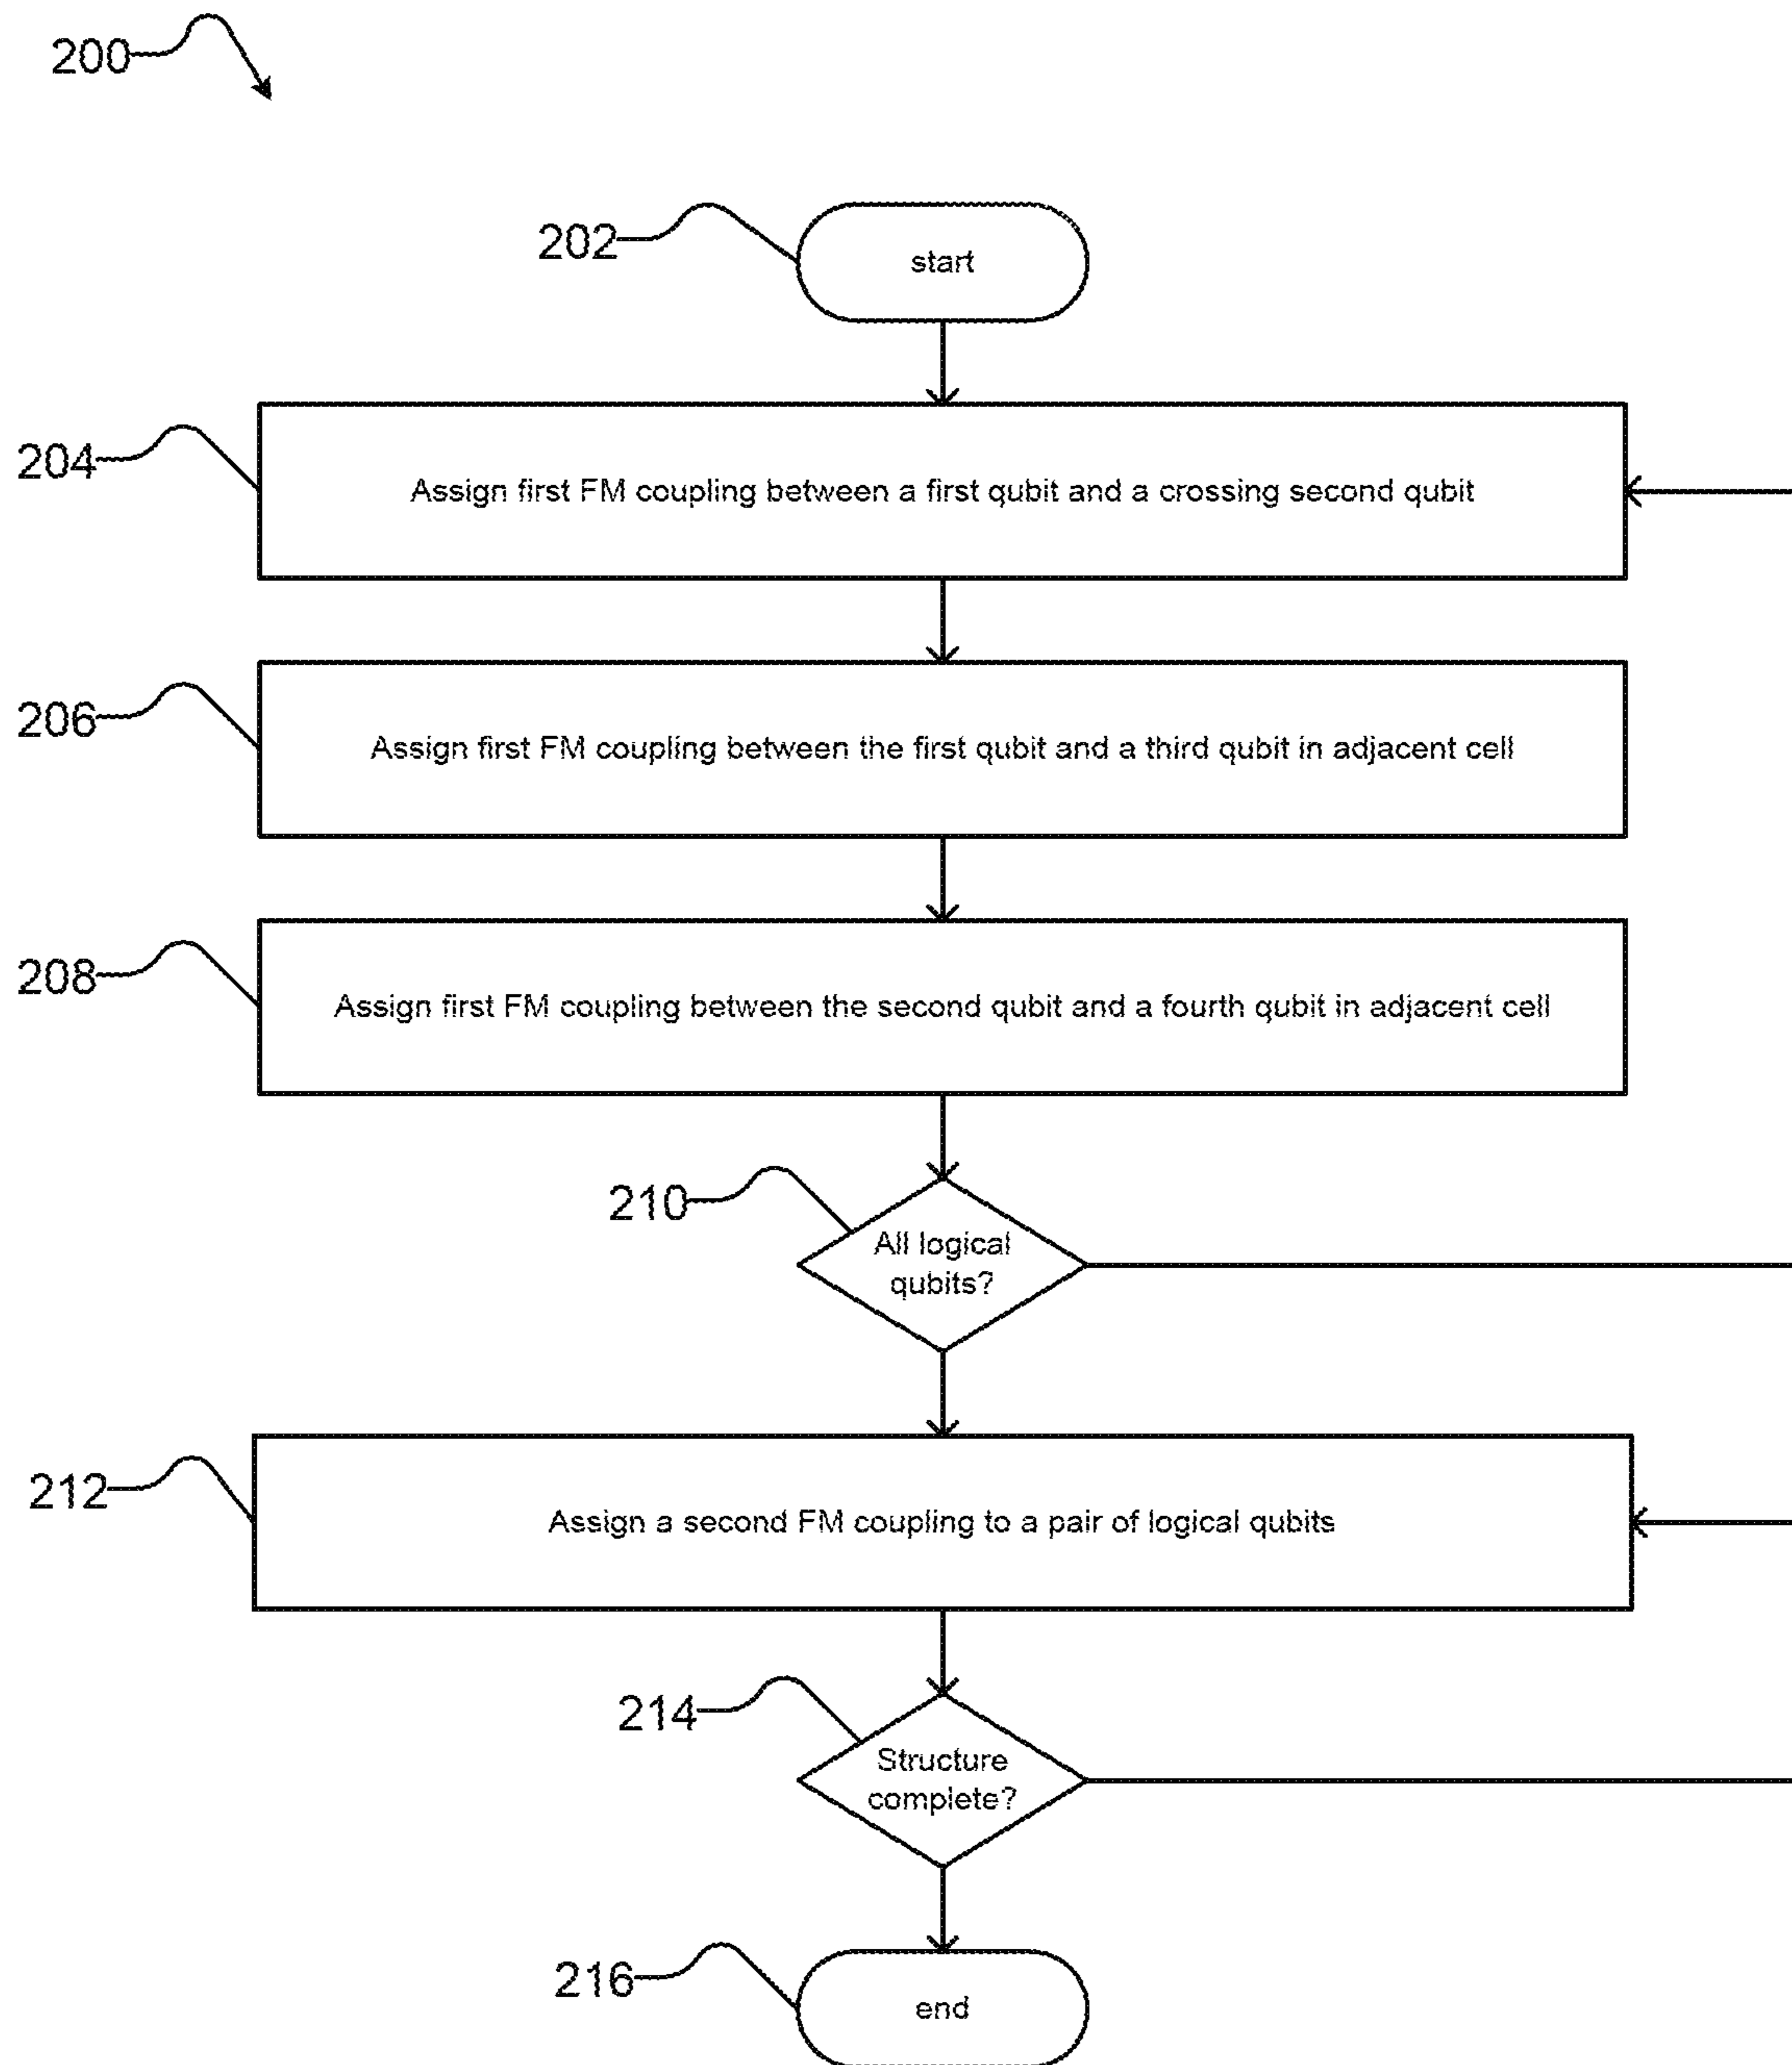 200
202
start
204
Assign first FM coupling between a first qubit and a crossing second qubit
206
Assign first FM coupling between the first qubit and a third qubit in adjacent cell
208
Assign first FM coupling between the second qubit and a fourth qubit in adjacent cell
210
All logical
qubits?
212
Assign a second FM coupling to a pair of logical qubits
214
Structure
complete?
216
end